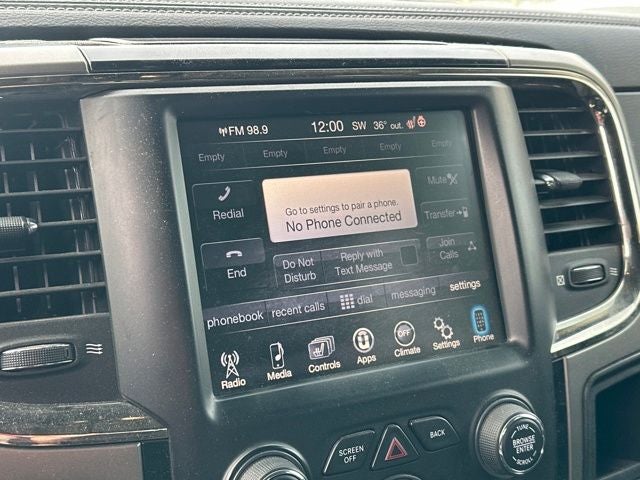 FM 98.9 12:00 SW 36° out.
Empty Empty Empty Empty Empty
Redial
Go to settings to pair a phone.
No Phone Connected
Mute
Transfer
End
Do Not Disturb
Reply with Text Message
Join Calls
phonebook recent calls dial messaging settings
Radio Media Controls Apps OFF Climate Settings Phone
SCREEN OFF
BACK
TUNE
BROWSE
ENTER
SCROLL